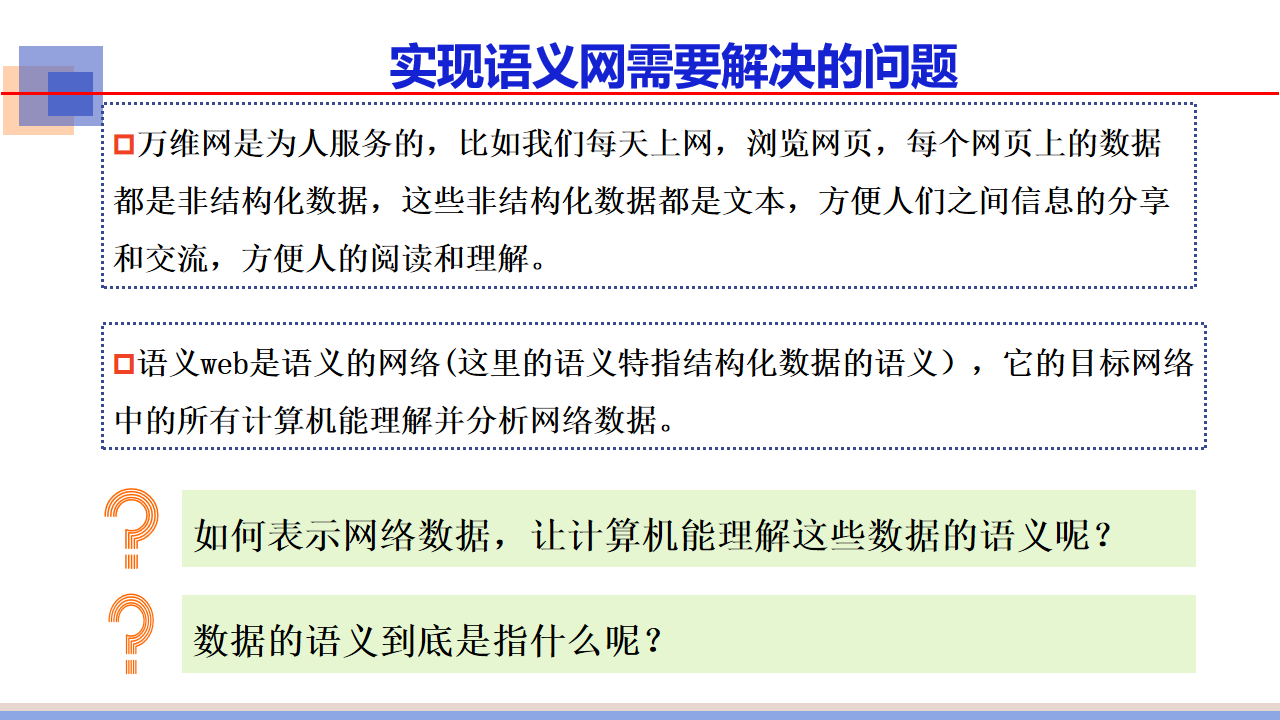 实现语义网需要解决的问题
万维网是为人服务的，比如我们每天上网，浏览网页，每个网页上的数据
都是非结构化数据，这些非结构化数据都是文本，方便人们之间信息的分享
和交流，方便人的阅读和理解。
语义web是语义的网络(这里的语义特指结构化数据的语义），它的目标网络
中的所有计算机能理解并分析网络数据。
如何表示网络数据，让计算机能理解这些数据的语义呢？
数据的语义到底是指什么呢？